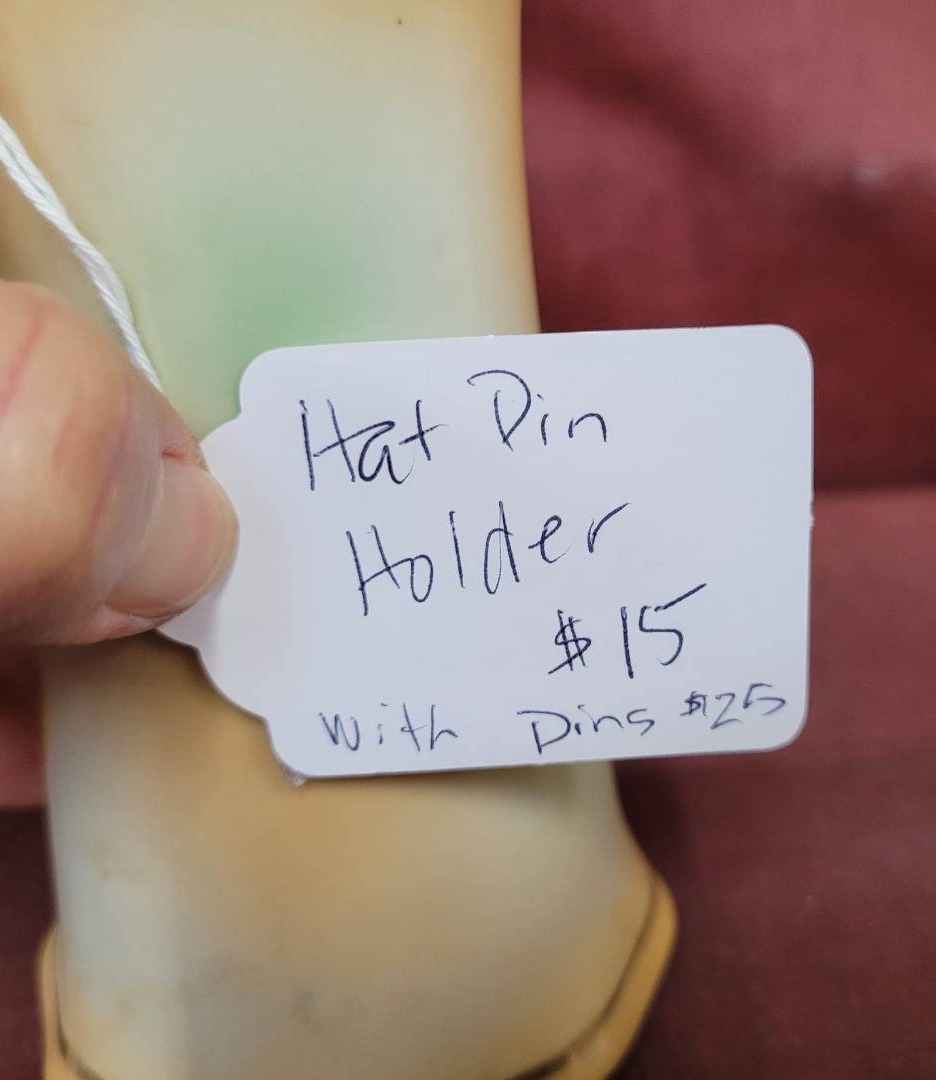 Hat Pin
Holder
$15
with Pins $25